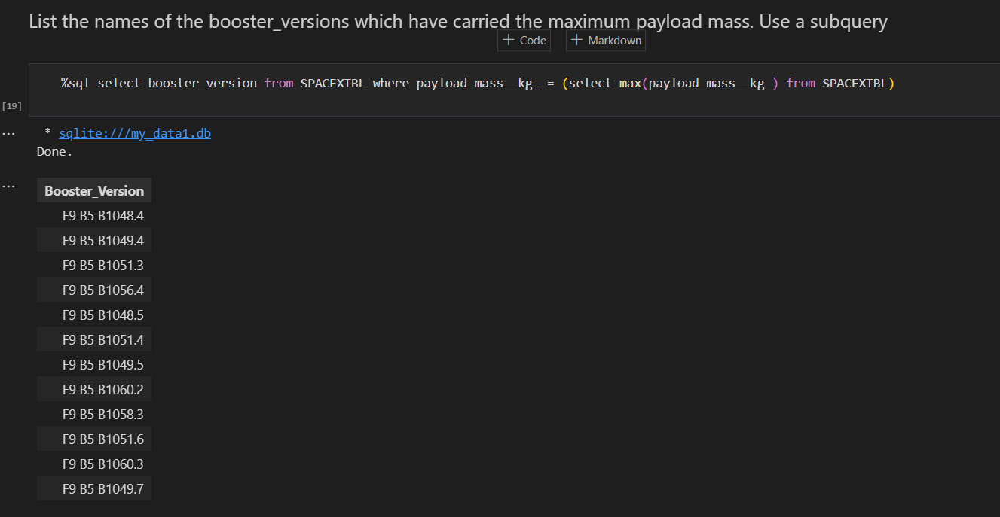 List the names of the booster_versions which have carried the maximum payload mass. Use a subquery
+ Code + Markdown
%sql select booster_version from SPACEXTBL where payload_mass__kg_ = (select max(payload_mass__kg_) from SPACEXTBL)
[19]
... * sqlite:///my_data1.db
Done.
...
Booster_Version
F9 B5 B1048.4
F9 B5 B1049.4
F9 B5 B1051.3
F9 B5 B1056.4
F9 B5 B1048.5
F9 B5 B1051.4
F9 B5 B1049.5
F9 B5 B1060.2
F9 B5 B1058.3
F9 B5 B1051.6
F9 B5 B1060.3
F9 B5 B1049.7